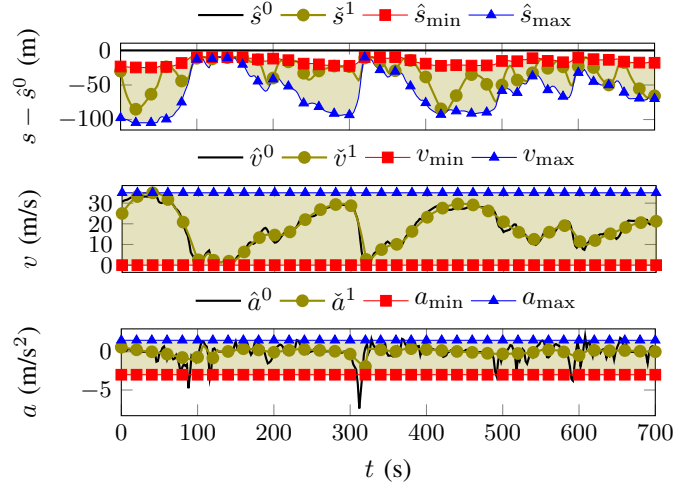 ŝ⁰ š¹ ŝmin ŝmax
s − ŝ⁰ (m)
0
−50
−100
v̂⁰ v̌¹ vmin vmax
v (m/s)
30
20
10
0
â⁰ ǎ¹ amin amax
a (m/s²)
0
−5
0 100 200 300 400 500 600 700
t (s)